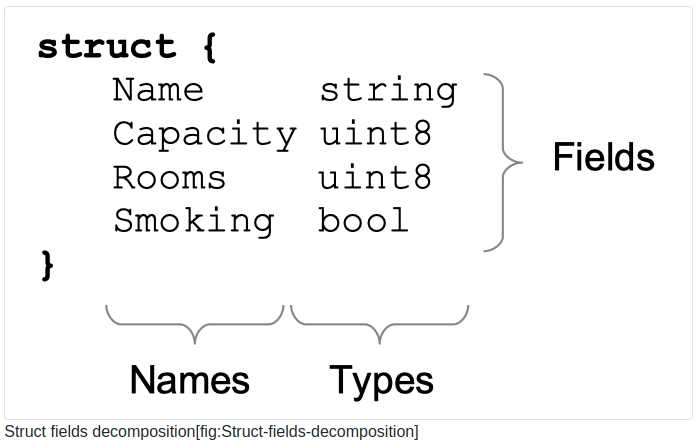 struct {
Name string
Capacity uint8
Rooms uint8
Smoking bool
}
Fields
Names Types
Struct fields decomposition[fig:Struct-fields-decomposition]